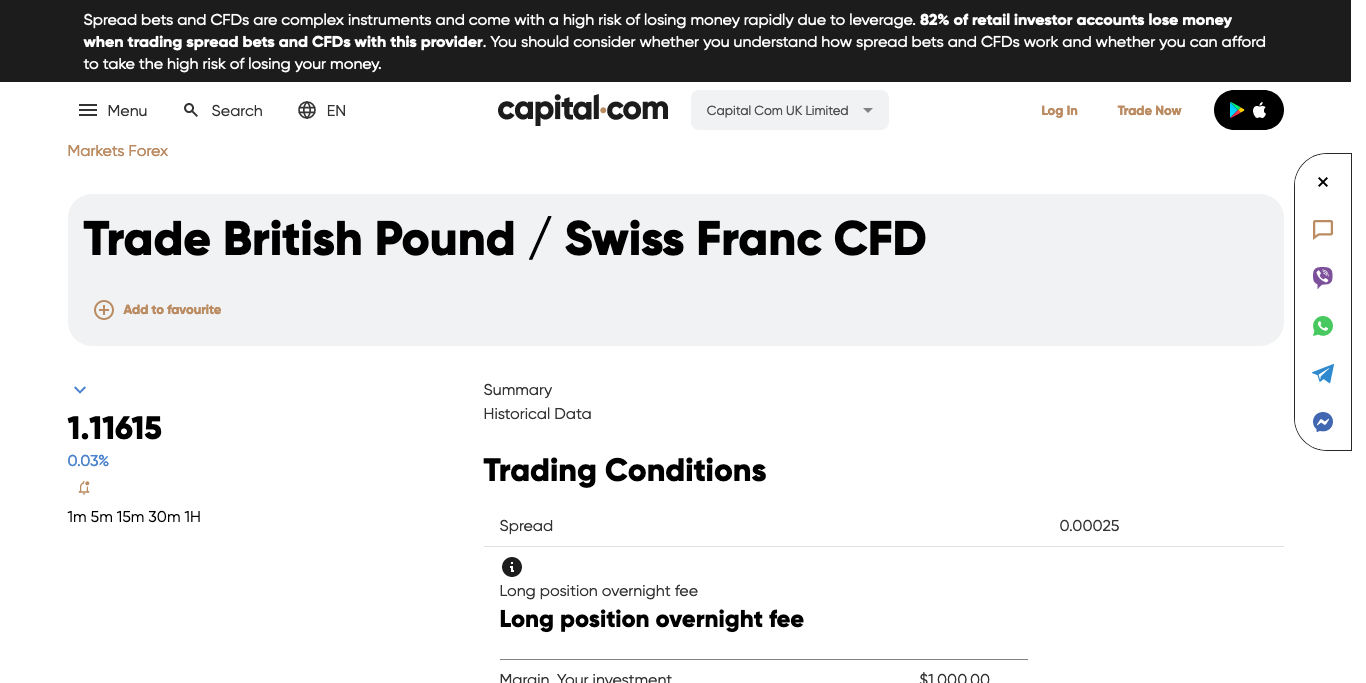 Spread bets and CFDs are complex instruments and come with a high risk of losing money rapidly due to leverage. 82% of retail investor accounts lose money
when trading spread bets and CFDs with this provider. You should consider whether you understand how spread bets and CFDs work and whether you can afford
to take the high risk of losing your money.
Menu Search EN capital.com Capital Com UK Limited Log In Trade Now
Markets Forex
Trade British Pound / Swiss Franc CFD
Add to favourite
1.11615
0.03%
1m 5m 15m 30m 1H
Summary
Historical Data
Trading Conditions
Spread 0.00025
Long position overnight fee
Long position overnight fee
Margin. Your investment $1,000.00